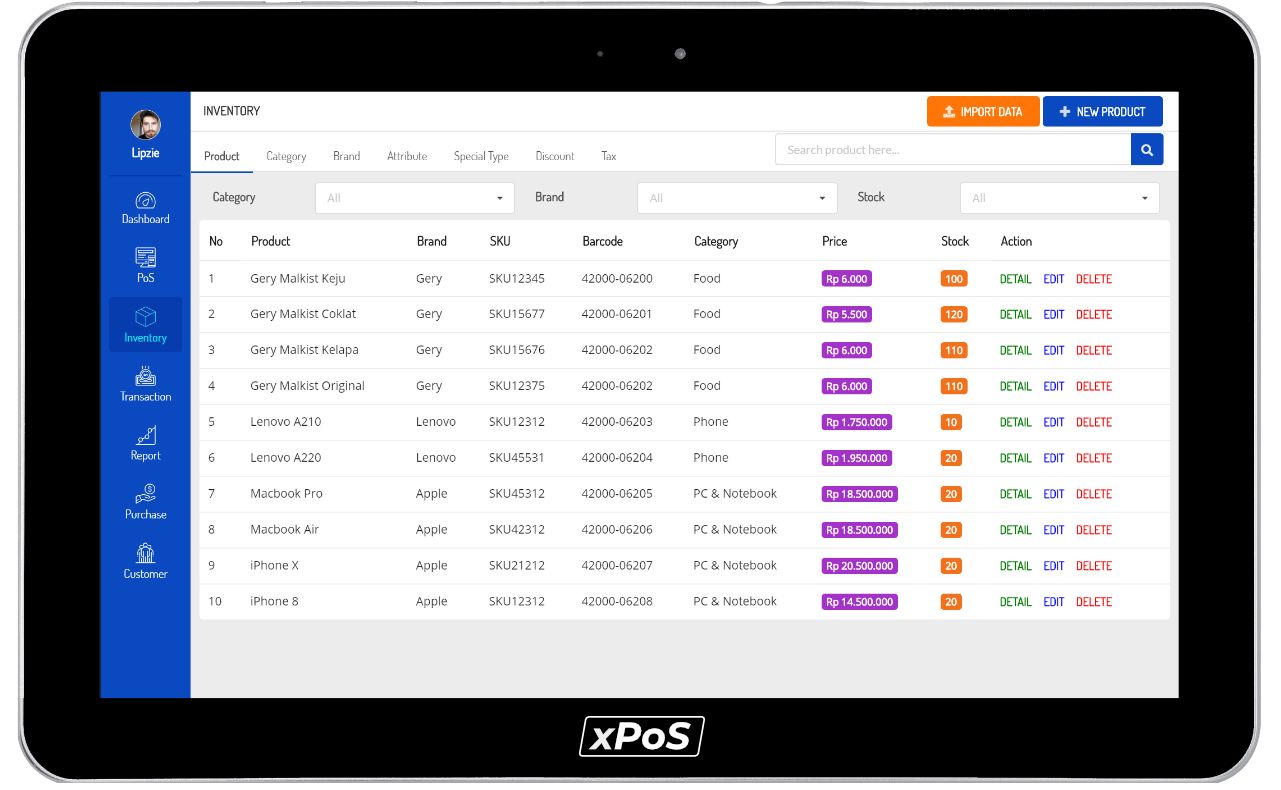 INVENTORY IMPORT DATA NEW PRODUCT
Lipzie
Product Category Brand Attribute Special Type Discount Tax Search product here...
Category All Brand All Stock All
Dashboard
PoS
Inventory
Transaction
Report
Purchase
Customer
No Product Brand SKU Barcode Category Price Stock Action
1 Gery Malkist Keju Gery SKU12345 42000-06200 Food Rp 6.000 100 DETAIL EDIT DELETE
2 Gery Malkist Coklat Gery SKU15677 42000-06201 Food Rp 5.500 120 DETAIL EDIT DELETE
3 Gery Malkist Kelapa Gery SKU15676 42000-06202 Food Rp 6.000 110 DETAIL EDIT DELETE
4 Gery Malkist Original Gery SKU12375 42000-06202 Food Rp 6.000 110 DETAIL EDIT DELETE
5 Lenovo A210 Lenovo SKU12312 42000-06203 Phone Rp 1.750.000 10 DETAIL EDIT DELETE
6 Lenovo A220 Lenovo SKU45531 42000-06204 Phone Rp 1.950.000 20 DETAIL EDIT DELETE
7 Macbook Pro Apple SKU45312 42000-06205 PC & Notebook Rp 18.500.000 20 DETAIL EDIT DELETE
8 Macbook Air Apple SKU42312 42000-06206 PC & Notebook Rp 18.500.000 20 DETAIL EDIT DELETE
9 iPhone X Apple SKU21212 42000-06207 PC & Notebook Rp 20.500.000 20 DETAIL EDIT DELETE
10 iPhone 8 Apple SKU12312 42000-06208 PC & Notebook Rp 14.500.000 20 DETAIL EDIT DELETE
xPoS